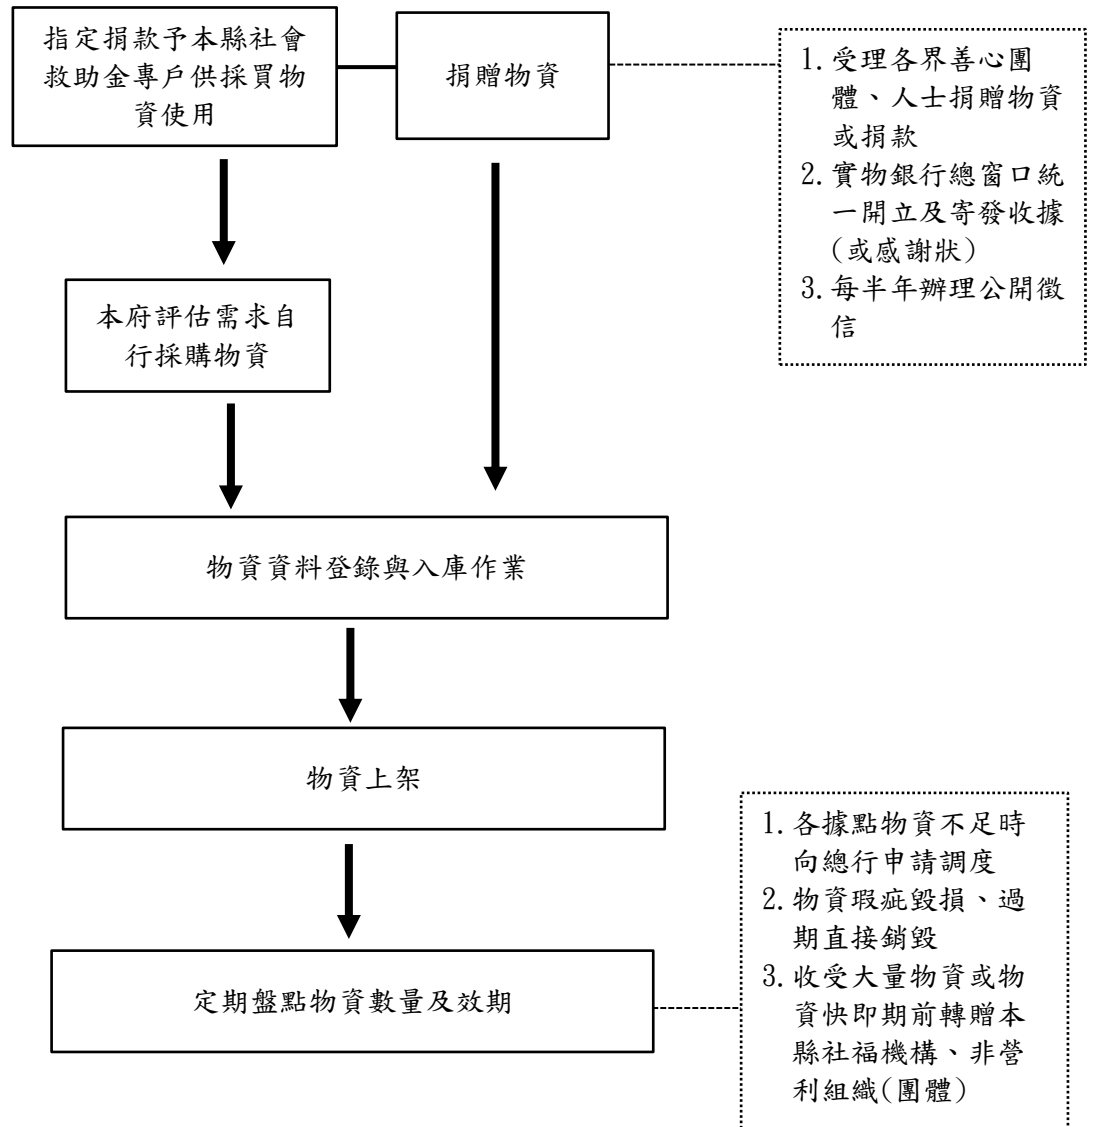 指定捐款予本縣社會
救助金專戶供採買物
資使用
捐贈物資
1.受理各界善心團
體、人士捐贈物資
或捐款
2.實物銀行總窗口統
一開立及寄發收據
(或感謝狀)
3.每半年辦理公開徵
信
本府評估需求自
行採購物資
物資資料登錄與入庫作業
物資上架
定期盤點物資數量及效期
1.各據點物資不足時
向總行申請調度
2.物資瑕疵毀損、過
期直接銷毀
3.收受大量物資或物
資快即期前轉贈本
縣社福機構、非營
利組織(團體)